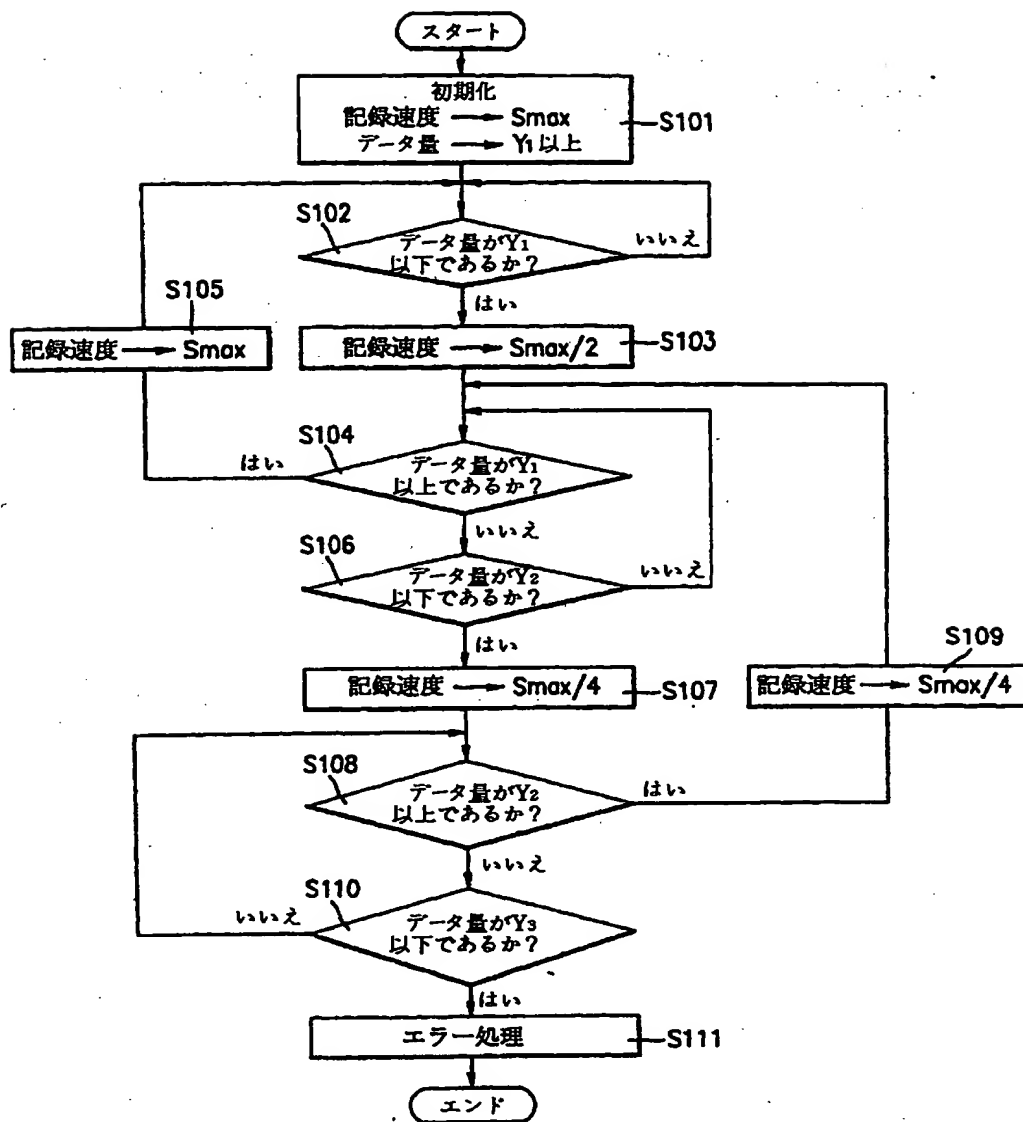 スタート
初期化
記録速度 → Smax
データ量 → Y1以上
S101
S102
データ量がY1
以下であるか?
いいえ
はい
S105
記録速度 → Smax
記録速度 → Smax/2
S103
S104
はい
データ量がY1
以上であるか?
いいえ
S106
データ量がY2
以下であるか?
いいえ
はい
記録速度 → Smax/4
S107
S109
記録速度 → Smax/4
S108
データ量がY2
以上であるか?
はい
いいえ
S110
いいえ
データ量がY3
以下であるか?
はい
エラー処理
S111
エンド